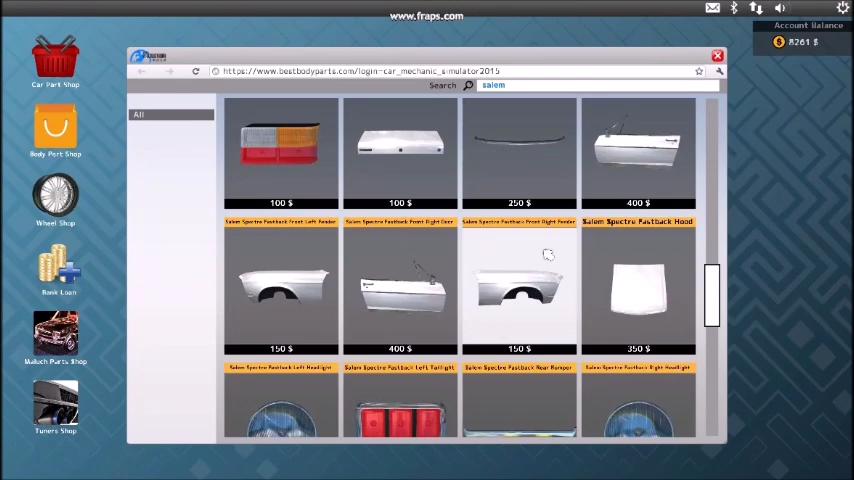 www.fraps.com
Account Balance
8261 $
Car Part Shop
Body Part Shop
Wheel Shop
Bank Loan
Maluch Parts Shop
Tuners Shop
https://www.bestbodyparts.com/login=car_mechanic_simulator2015
Search salem
All
100 $ 100 $ 250 $ 400 $
Salem Spectre Fastback Front Left Fender Salem Spectre Fastback Front Right Door Salem Spectre Fastback Front Right Fender Salem Spectre Fastback Hood
150 $ 400 $ 150 $ 350 $
Salem Spectre Fastback Left Headlight Salem Spectre Fastback Left Taillight Salem Spectre Fastback Rear Bumper Salem Spectre Fastback Right Headlight